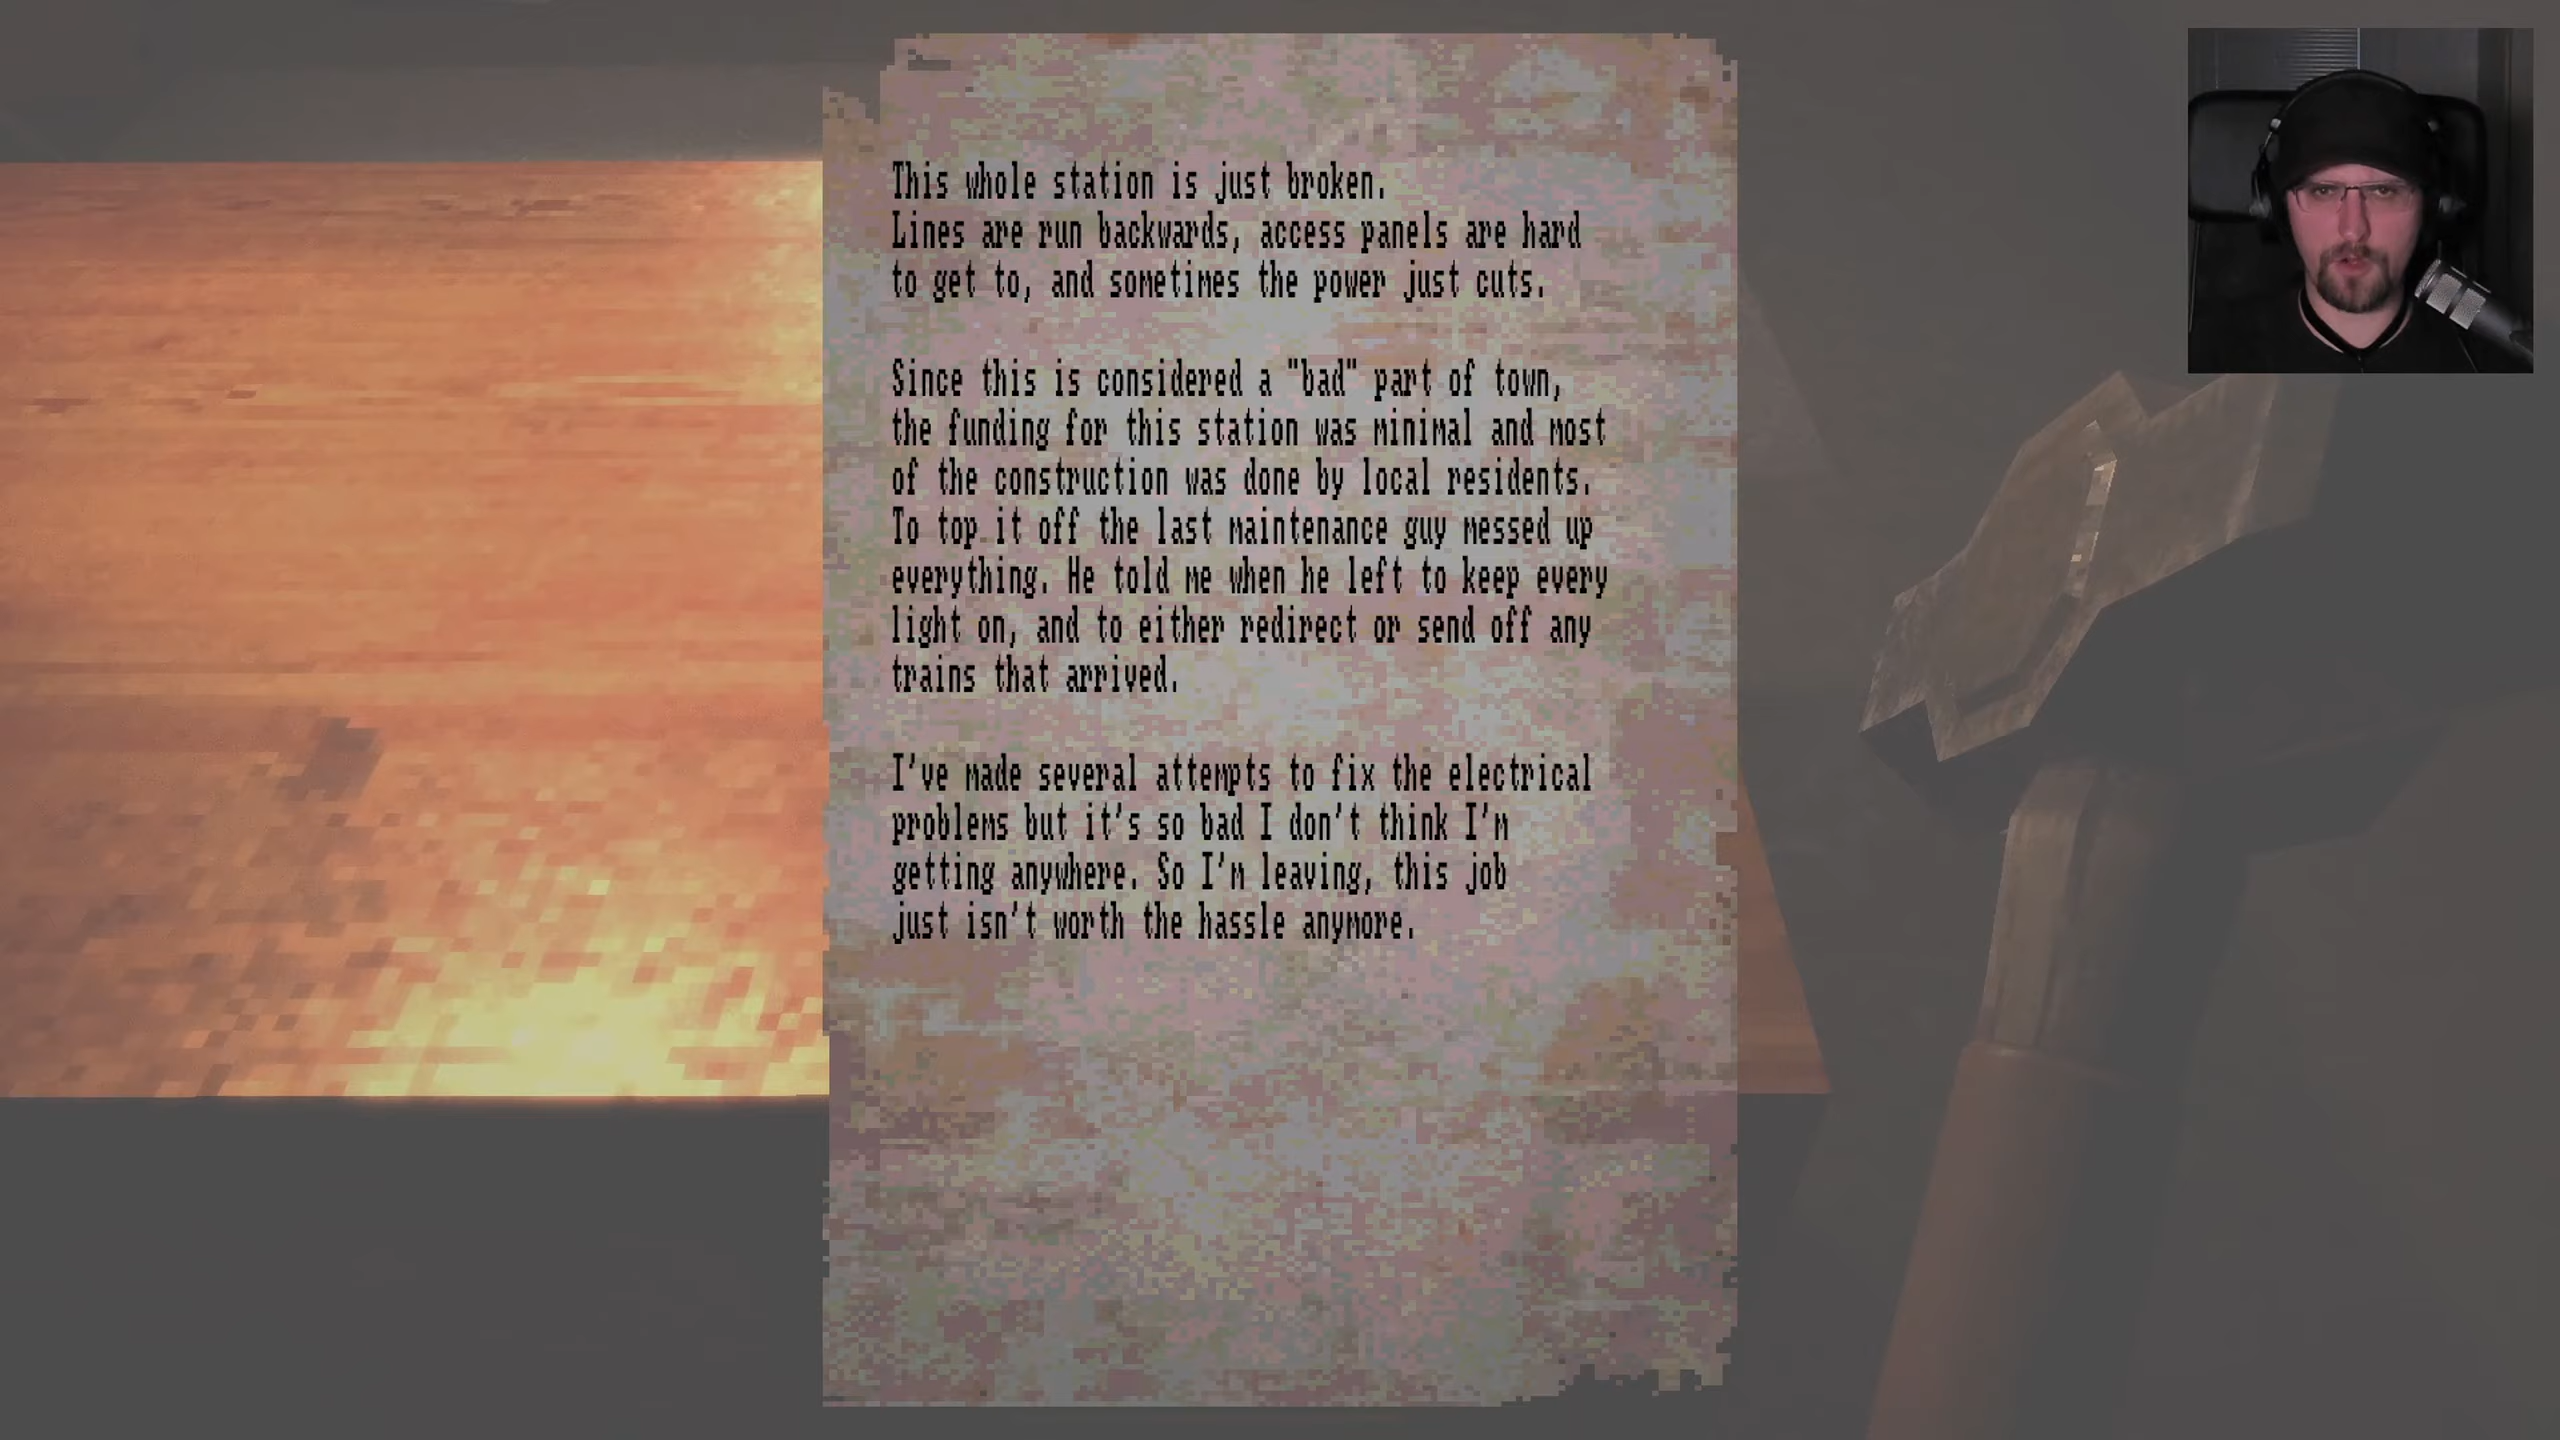 This whole station is just broken.
Lines are run backwards, access panels are hard
to get to, and sometimes the power just cuts.
Since this is considered a "bad" part of town,
the funding for this station was minimal and most
of the construction was done by local residents.
To top it off the last maintenance guy messed up
everything. He told me when he left to keep every
light on, and to either redirect or send off any
trains that arrived.
I've made several attempts to fix the electrical
problems but it's so bad I don't think I'm
getting anywhere. So I'm leaving, this job
just isn't worth the hassle anymore.